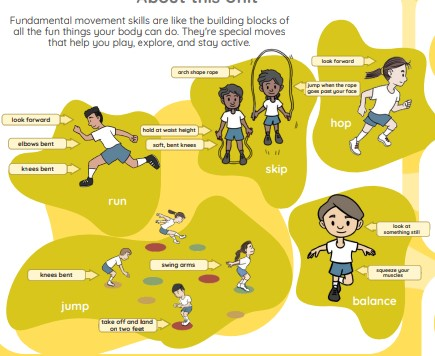 About this Unit
Fundamental movement skills are like the building blocks of
all the fun things your body can do. They're special moves
that help you play, explore, and stay active.
look forward
elbows bent
knees bent
run
arch shape rope
jump when the rope
goes past your face
hold at waist height
soft, bent knees
skip
look forward
hop
knees bent
swing arms
take off and land
on two feet
jump
look at
something still
squeeze your
muscles
balance